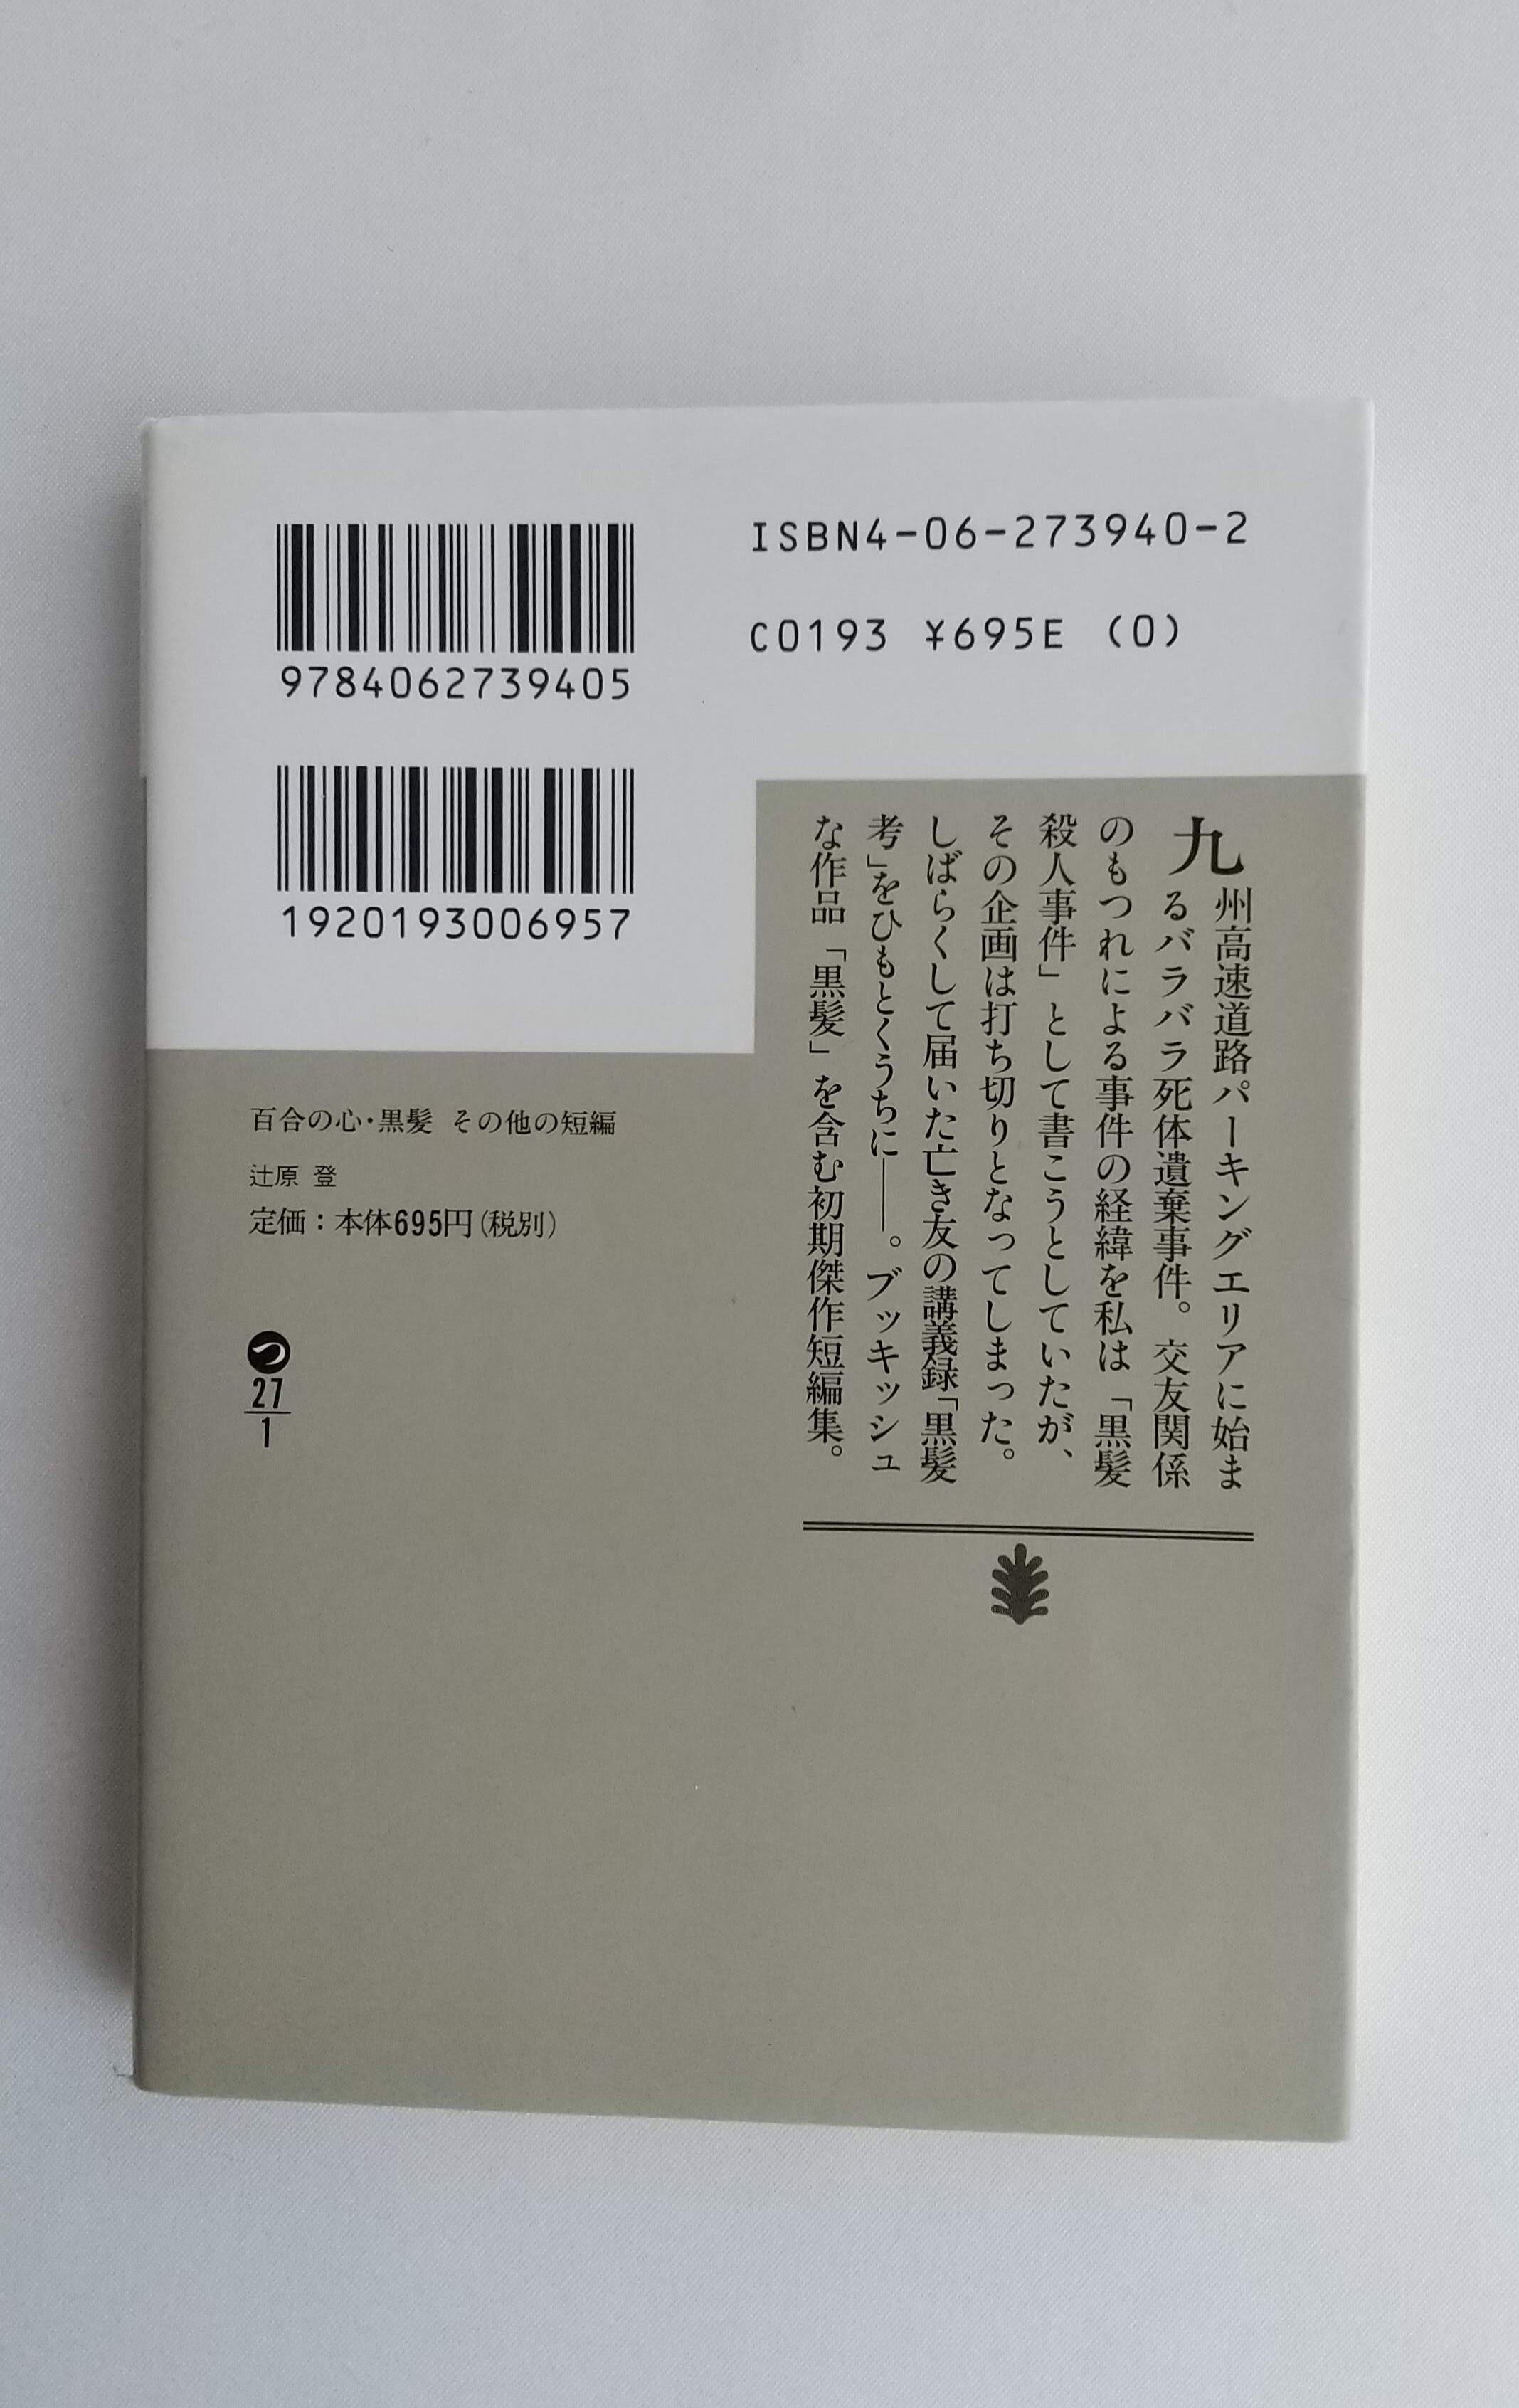 ISBN4-06-273940-2
C0193 ¥695E (0)
9784062739405
1920193006957
九州高速道路パーキングエリアに始ま
るバラバラ死体遺棄事件。交友関係
のもつれによる事件の経緯を私は「黒髪
殺人事件」として書こうとしていたが、
その企画は打ち切りとなってしまった。
しばらくして届いた亡き友の講義録「黒髪
考」をひもとくうちに――。ブッキッシュ
な作品「黒髪」を含む初期傑作短編集。
百合の心・黒髪 その他の短編
辻原 登
定価：本体695円(税別)
つ
27
1